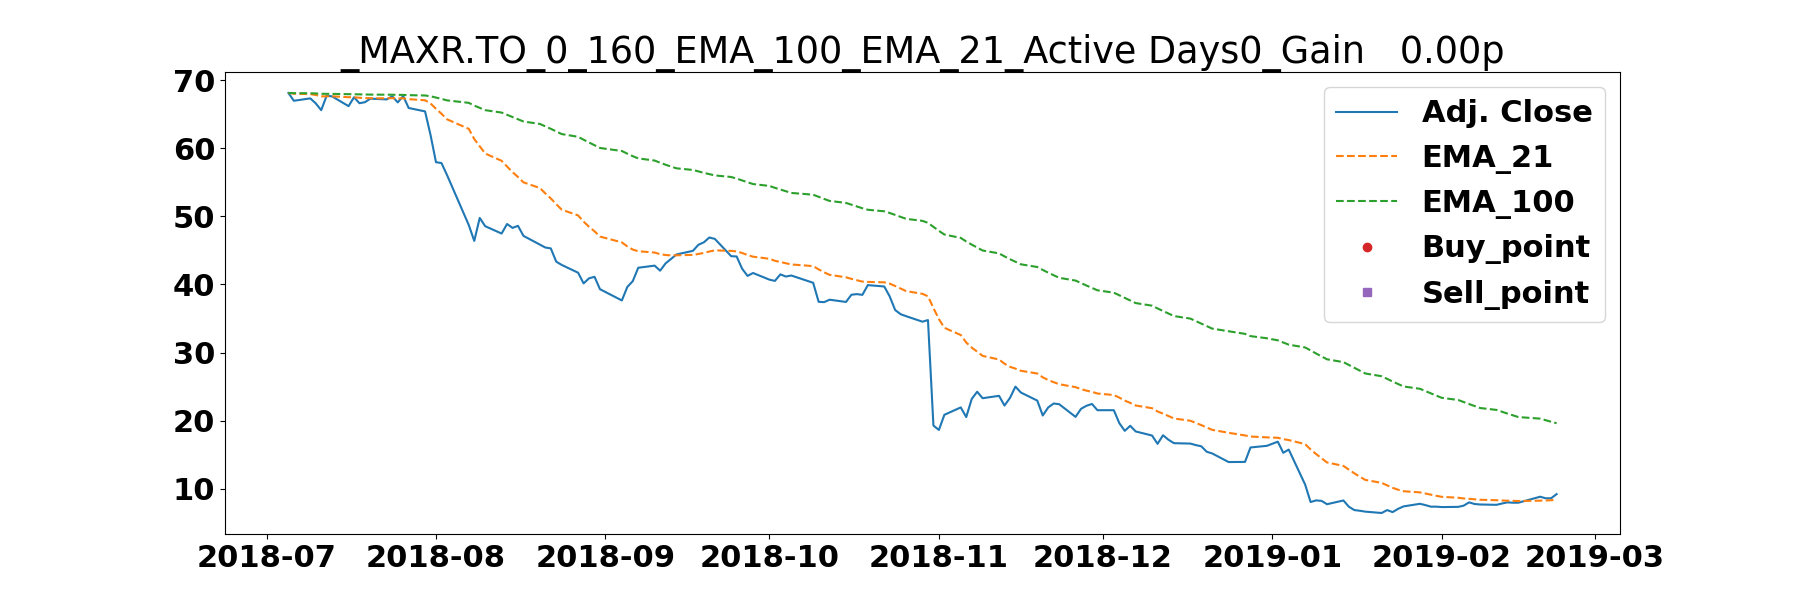 _MAXR.TO_0_160_EMA_100_EMA_21_Active Days0_Gain   0.00p
70
60
50
40
30
20
10
Adj. Close
EMA_21
EMA_100
Buy_point
Sell_point
2018-07 2018-08 2018-09 2018-10 2018-11 2018-12 2019-01 2019-02 2019-03